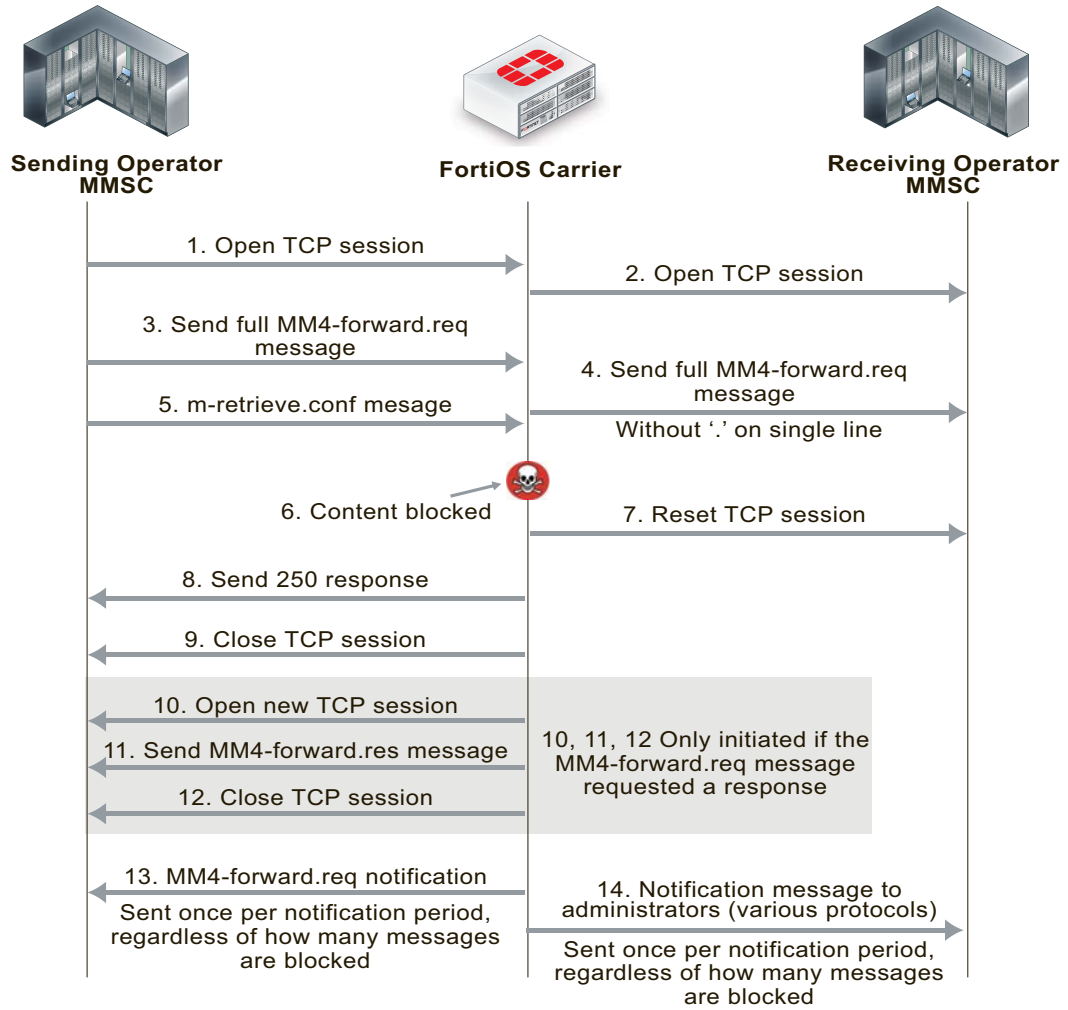 Sending Operator
MMSC
FortiOS Carrier
Receiving Operator
MMSC
1. Open TCP session
2. Open TCP session
3. Send full MM4-forward.req
message
4. Send full MM4-forward.req
message
5. m-retrieve.conf mesage
Without ‘.’ on single line
6. Content blocked
7. Reset TCP session
8. Send 250 response
9. Close TCP session
10. Open new TCP session
11. Send MM4-forward.res message
12. Close TCP session
10, 11, 12 Only initiated if the
MM4-forward.req message
requested a response
13. MM4-forward.req notification
Sent once per notification period,
regardless of how many messages
are blocked
14. Notification message to
administrators (various protocols)
Sent once per notification period,
regardless of how many messages
are blocked